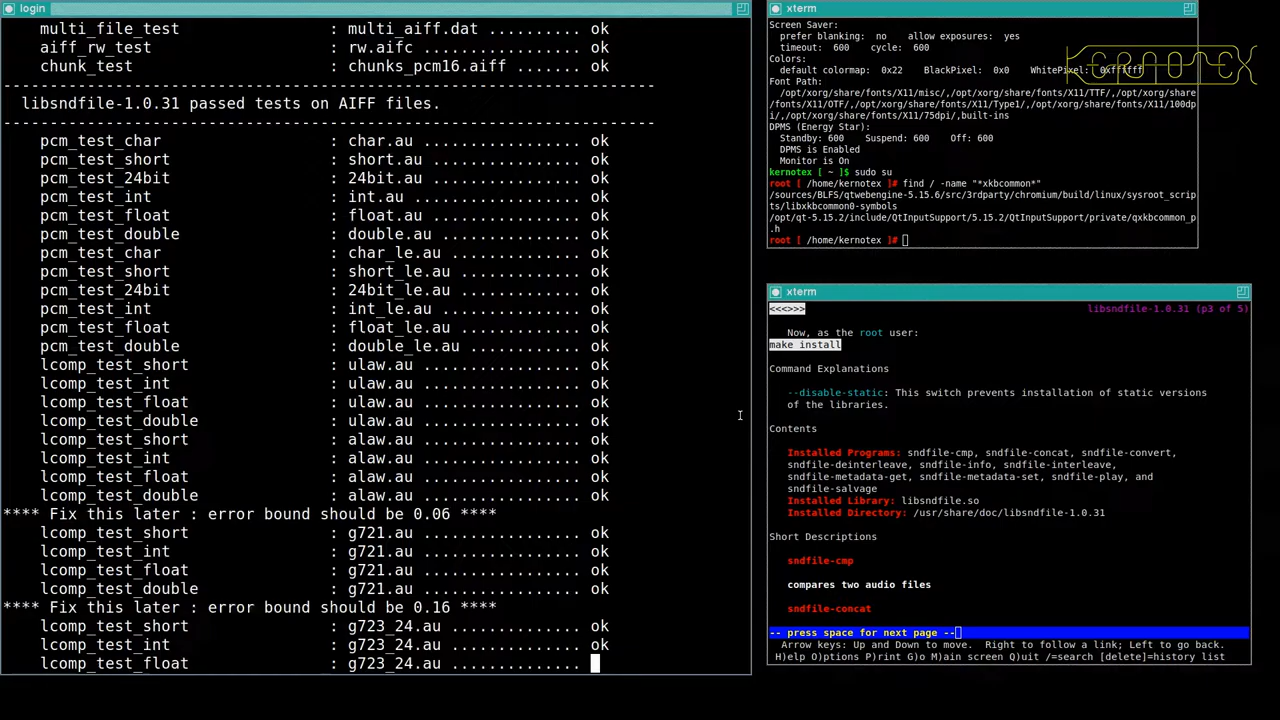 login
multi_file_test : multi_aiff.dat .......... ok
aiff_rw_test : rw.aifc ................. ok
chunk_test : chunks_pcm16.aiff ....... ok
----------------------------------------------------------------------
libsndfile-1.0.31 passed tests on AIFF files.
----------------------------------------------------------------------
pcm_test_char : char.au ................. ok
pcm_test_short : short.au ................ ok
pcm_test_24bit : 24bit.au ................ ok
pcm_test_int : int.au .................. ok
pcm_test_float : float.au ................ ok
pcm_test_double : double.au ............... ok
pcm_test_char : char_le.au .............. ok
pcm_test_short : short_le.au ............. ok
pcm_test_24bit : 24bit_le.au ............. ok
pcm_test_int : int_le.au ............... ok
pcm_test_float : float_le.au ............. ok
pcm_test_double : double_le.au ............ ok
lcomp_test_short : ulaw.au ................. ok
lcomp_test_int : ulaw.au ................. ok
lcomp_test_float : ulaw.au ................. ok
lcomp_test_double : ulaw.au ................. ok
lcomp_test_short : alaw.au ................. ok
lcomp_test_int : alaw.au ................. ok
lcomp_test_float : alaw.au ................. ok
lcomp_test_double : alaw.au ................. ok
**** Fix this later : error bound should be 0.06 ****
lcomp_test_short : g721.au ................. ok
lcomp_test_int : g721.au ................. ok
lcomp_test_float : g721.au ................. ok
lcomp_test_double : g721.au ................. ok
**** Fix this later : error bound should be 0.16 ****
lcomp_test_short : g723_24.au .............. ok
lcomp_test_int : g723_24.au .............. ok
lcomp_test_float : g723_24.au ..............
xterm
Screen Saver:
prefer blanking: no allow exposures: yes
timeout: 600 cycle: 600
Colors:
default colormap: 0x22 BlackPixel: 0x0 WhitePixel: 0xffffff
Font Path:
/opt/xorg/share/fonts/X11/misc/,/opt/xorg/share/fonts/X11/TTF/,/opt/xorg/share
/fonts/X11/OTF/,/opt/xorg/share/fonts/X11/Type1/,/opt/xorg/share/fonts/X11/100dp
i/,/opt/xorg/share/fonts/X11/75dpi/,built-ins
DPMS (Energy Star):
Standby: 600 Suspend: 600 Off: 600
DPMS is Enabled
Monitor is On
kernotex [ ~ ]$ sudo su
root [ /home/kernotex ]# find / -name "*xkbcommon*"
/sources/BLFS/qtwebengine-5.15.6/src/3rdparty/chromium/build/linux/sysroot_scrip
ts/libxkbcommon0-symbols
/opt/qt-5.15.2/include/QtInputSupport/5.15.2/QtInputSupport/private/qxkbcommon_p
.h
root [ /home/kernotex ]#
KERNOTEX
xterm
<<<>>> libsndfile-1.0.31 (p3 of 5)
Now, as the root user:
make install
Command Explanations
--disable-static: This switch prevents installation of static versions
of the libraries.
Contents
Installed Programs: sndfile-cmp, sndfile-concat, sndfile-convert,
sndfile-deinterleave, sndfile-info, sndfile-interleave,
sndfile-metadata-get, sndfile-metadata-set, sndfile-play, and
sndfile-salvage
Installed Library: libsndfile.so
Installed Directory: /usr/share/doc/libsndfile-1.0.31
Short Descriptions
sndfile-cmp
compares two audio files
sndfile-concat
-- press space for next page --
Arrow keys: Up and Down to move. Right to follow a link; Left to go back.
H)elp O)ptions P)rint G)o M)ain screen Q)uit /=search [delete]=history list